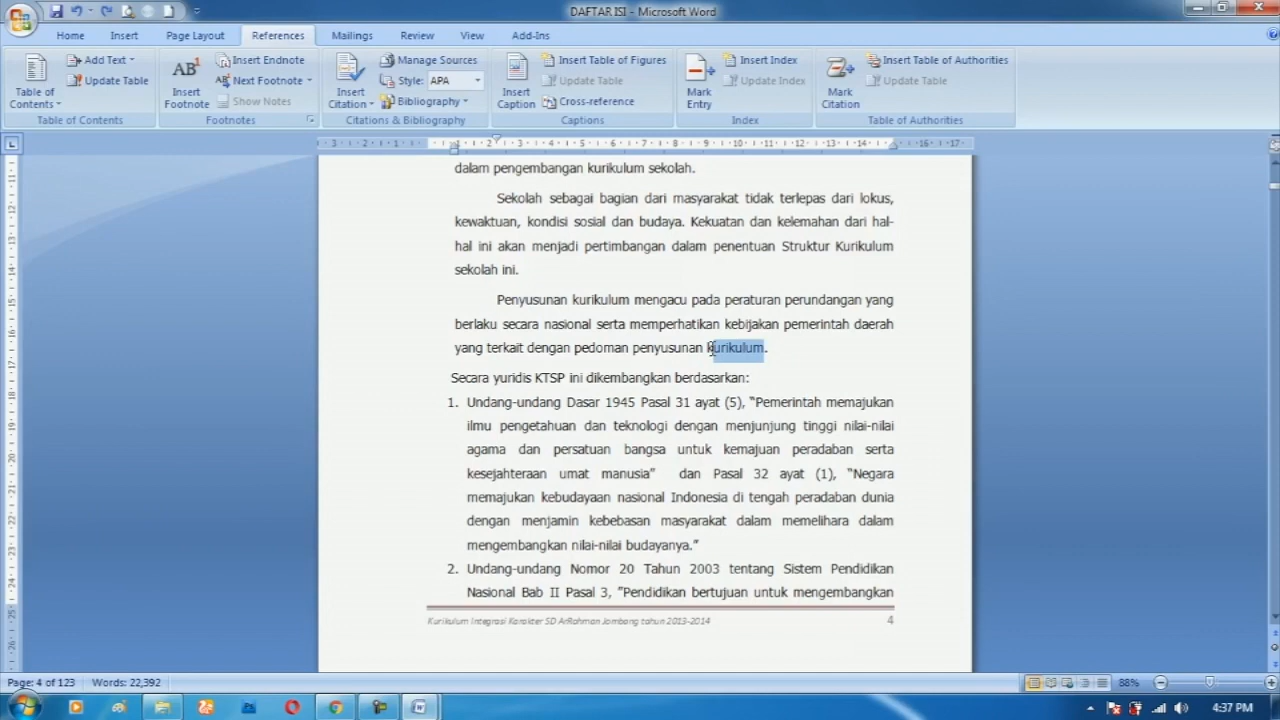 DAFTAR ISI - Microsoft Word
Home Insert Page Layout References Mailings Review View Add-Ins
Table of Contents
Add Text
Update Table
Table of Contents
AB1
Insert Footnote
Insert Endnote
Next Footnote
Show Notes
Footnotes
Insert Citation
Manage Sources
Style: APA
Bibliography
Citations & Bibliography
Insert Caption
Insert Table of Figures
Update Table
Cross-reference
Captions
Mark Entry
Insert Index
Update Index
Index
Mark Citation
Insert Table of Authorities
Update Table
Table of Authorities
dalam pengembangan kurikulum sekolah.
Sekolah sebagai bagian dari masyarakat tidak terlepas dari lokus,
kewaktuan, kondisi sosial dan budaya. Kekuatan dan kelemahan dari hal-
hal ini akan menjadi pertimbangan dalam penentuan Struktur Kurikulum
sekolah ini.
Penyusunan kurikulum mengacu pada peraturan perundangan yang
berlaku secara nasional serta memperhatikan kebijakan pemerintah daerah
yang terkait dengan pedoman penyusunan kurikulum.
Secara yuridis KTSP ini dikembangkan berdasarkan:
1. Undang-undang Dasar 1945 Pasal 31 ayat (5), “Pemerintah memajukan
ilmu pengetahuan dan teknologi dengan menjunjung tinggi nilai-nilai
agama dan persatuan bangsa untuk kemajuan peradaban serta
kesejahteraan umat manusia” dan Pasal 32 ayat (1), “Negara
memajukan kebudayaan nasional Indonesia di tengah peradaban dunia
dengan menjamin kebebasan masyarakat dalam memelihara dalam
mengembangkan nilai-nilai budayanya.”
2. Undang-undang Nomor 20 Tahun 2003 tentang Sistem Pendidikan
Nasional Bab II Pasal 3, ”Pendidikan bertujuan untuk mengembangkan
Kurikulum Integrasi Karakter SD ArRahman Jombang tahun 2013-2014 4
Page: 4 of 123 Words: 22,392 88%
4:37 PM